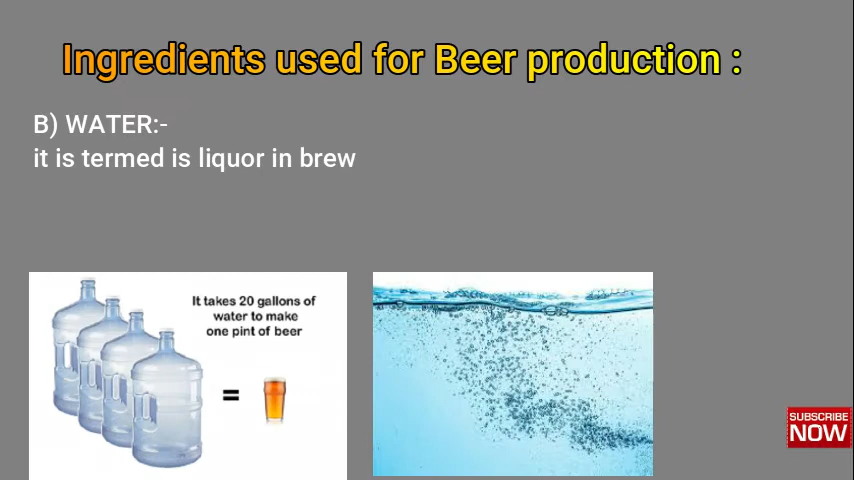 Ingredients used for Beer production :
B) WATER:-
it is termed is liquor in brew
It takes 20 gallons of
water to make
one pint of beer
=
SUBSCRIBE
NOW